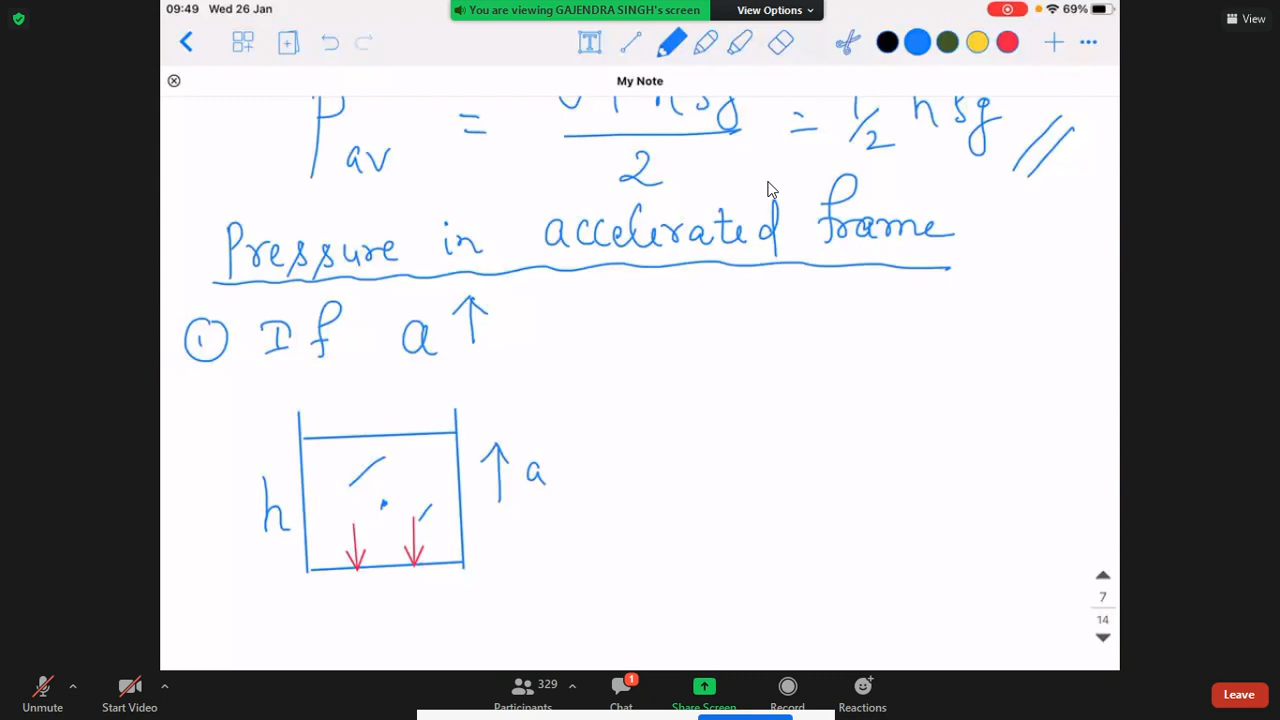 09:49 Wed 26 Jan
You are viewing GAJENDRA SINGH's screen
View Options
69%
View
My Note
P av = 0 + hρg / 2 = 1/2 hρg //
Pressure in accelerated frame
① If a ↑
h
↑ a
7
14
Unmute
Start Video
329
Participants
1
Chat
Share Screen
Record
Reactions
Leave